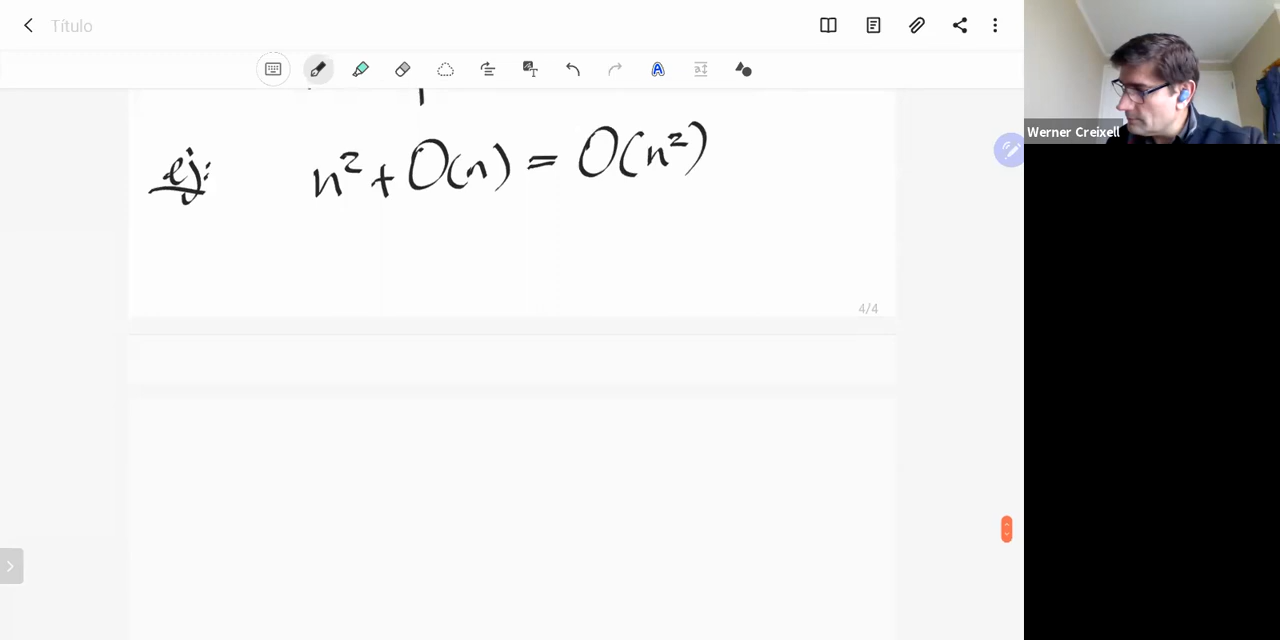 Título
Werner Creixell
ej: n² + O(n) = O(n²)
4/4